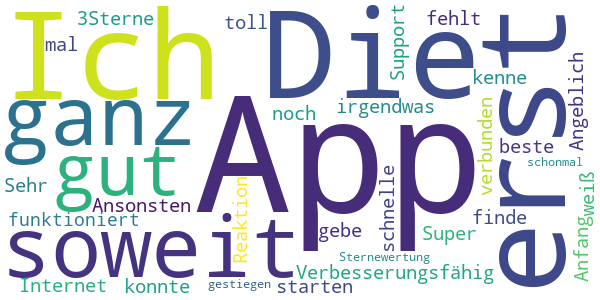 Ich
Die
App
erst
ganz
gut
soweit
3Sterne
mal
toll
Support
fehlt
kenne
noch
irgendwas
verbunden
beste
Angeblich
schonmal
Sehr
Ansonsten
funktioniert
Reaktion
gebe
schnelle
finde
Super
Anfang
weiß
Internet
konnte
gestiegen
starten
Sternewertung
Verbesserungsfähig